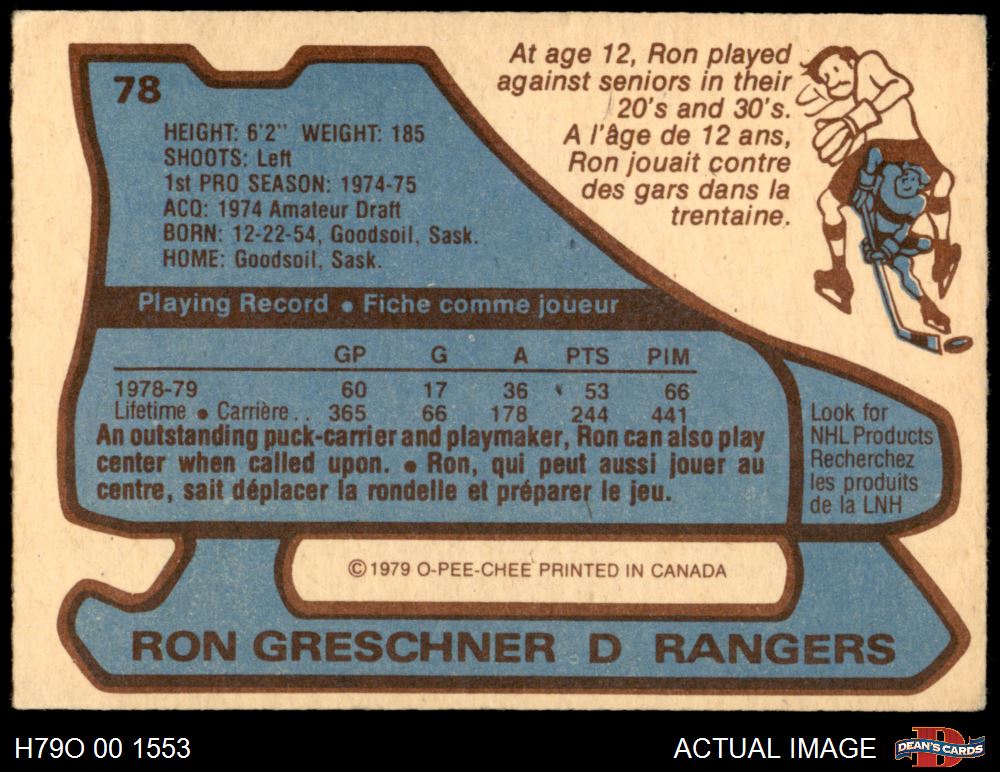 78
HEIGHT: 6'2" WEIGHT: 185
SHOOTS: Left
1st PRO SEASON: 1974-75
ACQ: 1974 Amateur Draft
BORN: 12-22-54, Goodsoil, Sask.
HOME: Goodsoil, Sask.
At age 12, Ron played
against seniors in their
20's and 30's.
A l'âge de 12 ans,
Ron jouait contre
des gars dans la
trentaine.
Playing Record • Fiche comme joueur
GP G A PTS PIM
1978-79 60 17 36 53 66
Lifetime • Carrière . . 365 66 178 244 441
An outstanding puck-carrier and playmaker, Ron can also play
center when called upon. • Ron, qui peut aussi jouer au
centre, sait déplacer la rondelle et préparer le jeu.
Look for
NHL Products
Recherchez
les produits
de la LNH
© 1979 O-PEE-CHEE PRINTED IN CANADA
RON GRESCHNER D RANGERS
H79O 00 1553
ACTUAL IMAGE
D
DEAN'S CARDS